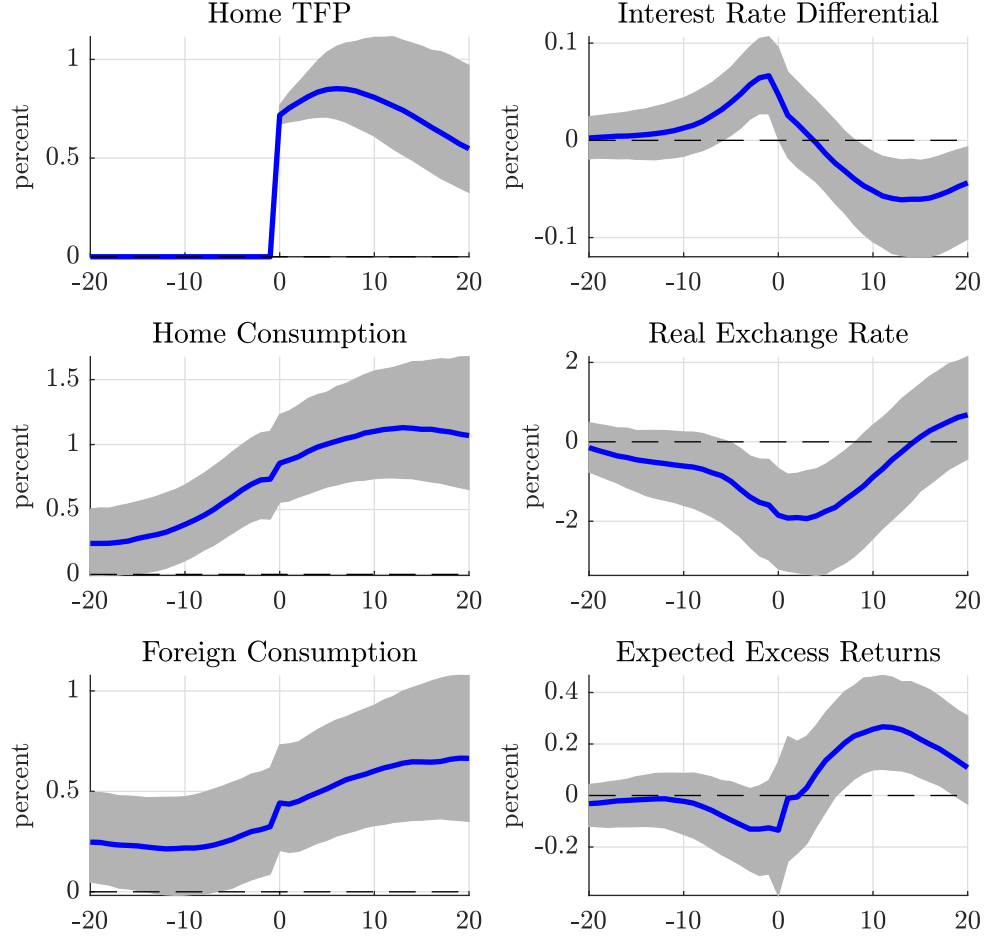 Home TFP
percent
1
0.5
0
-20 -10 0 10 20
Interest Rate Differential
percent
0.1
0
-0.1
-20 -10 0 10 20
Home Consumption
percent
1.5
1
0.5
0
-20 -10 0 10 20
Real Exchange Rate
percent
2
0
-2
-20 -10 0 10 20
Foreign Consumption
percent
1
0.5
0
-20 -10 0 10 20
Expected Excess Returns
percent
0.4
0.2
0
-0.2
-20 -10 0 10 20